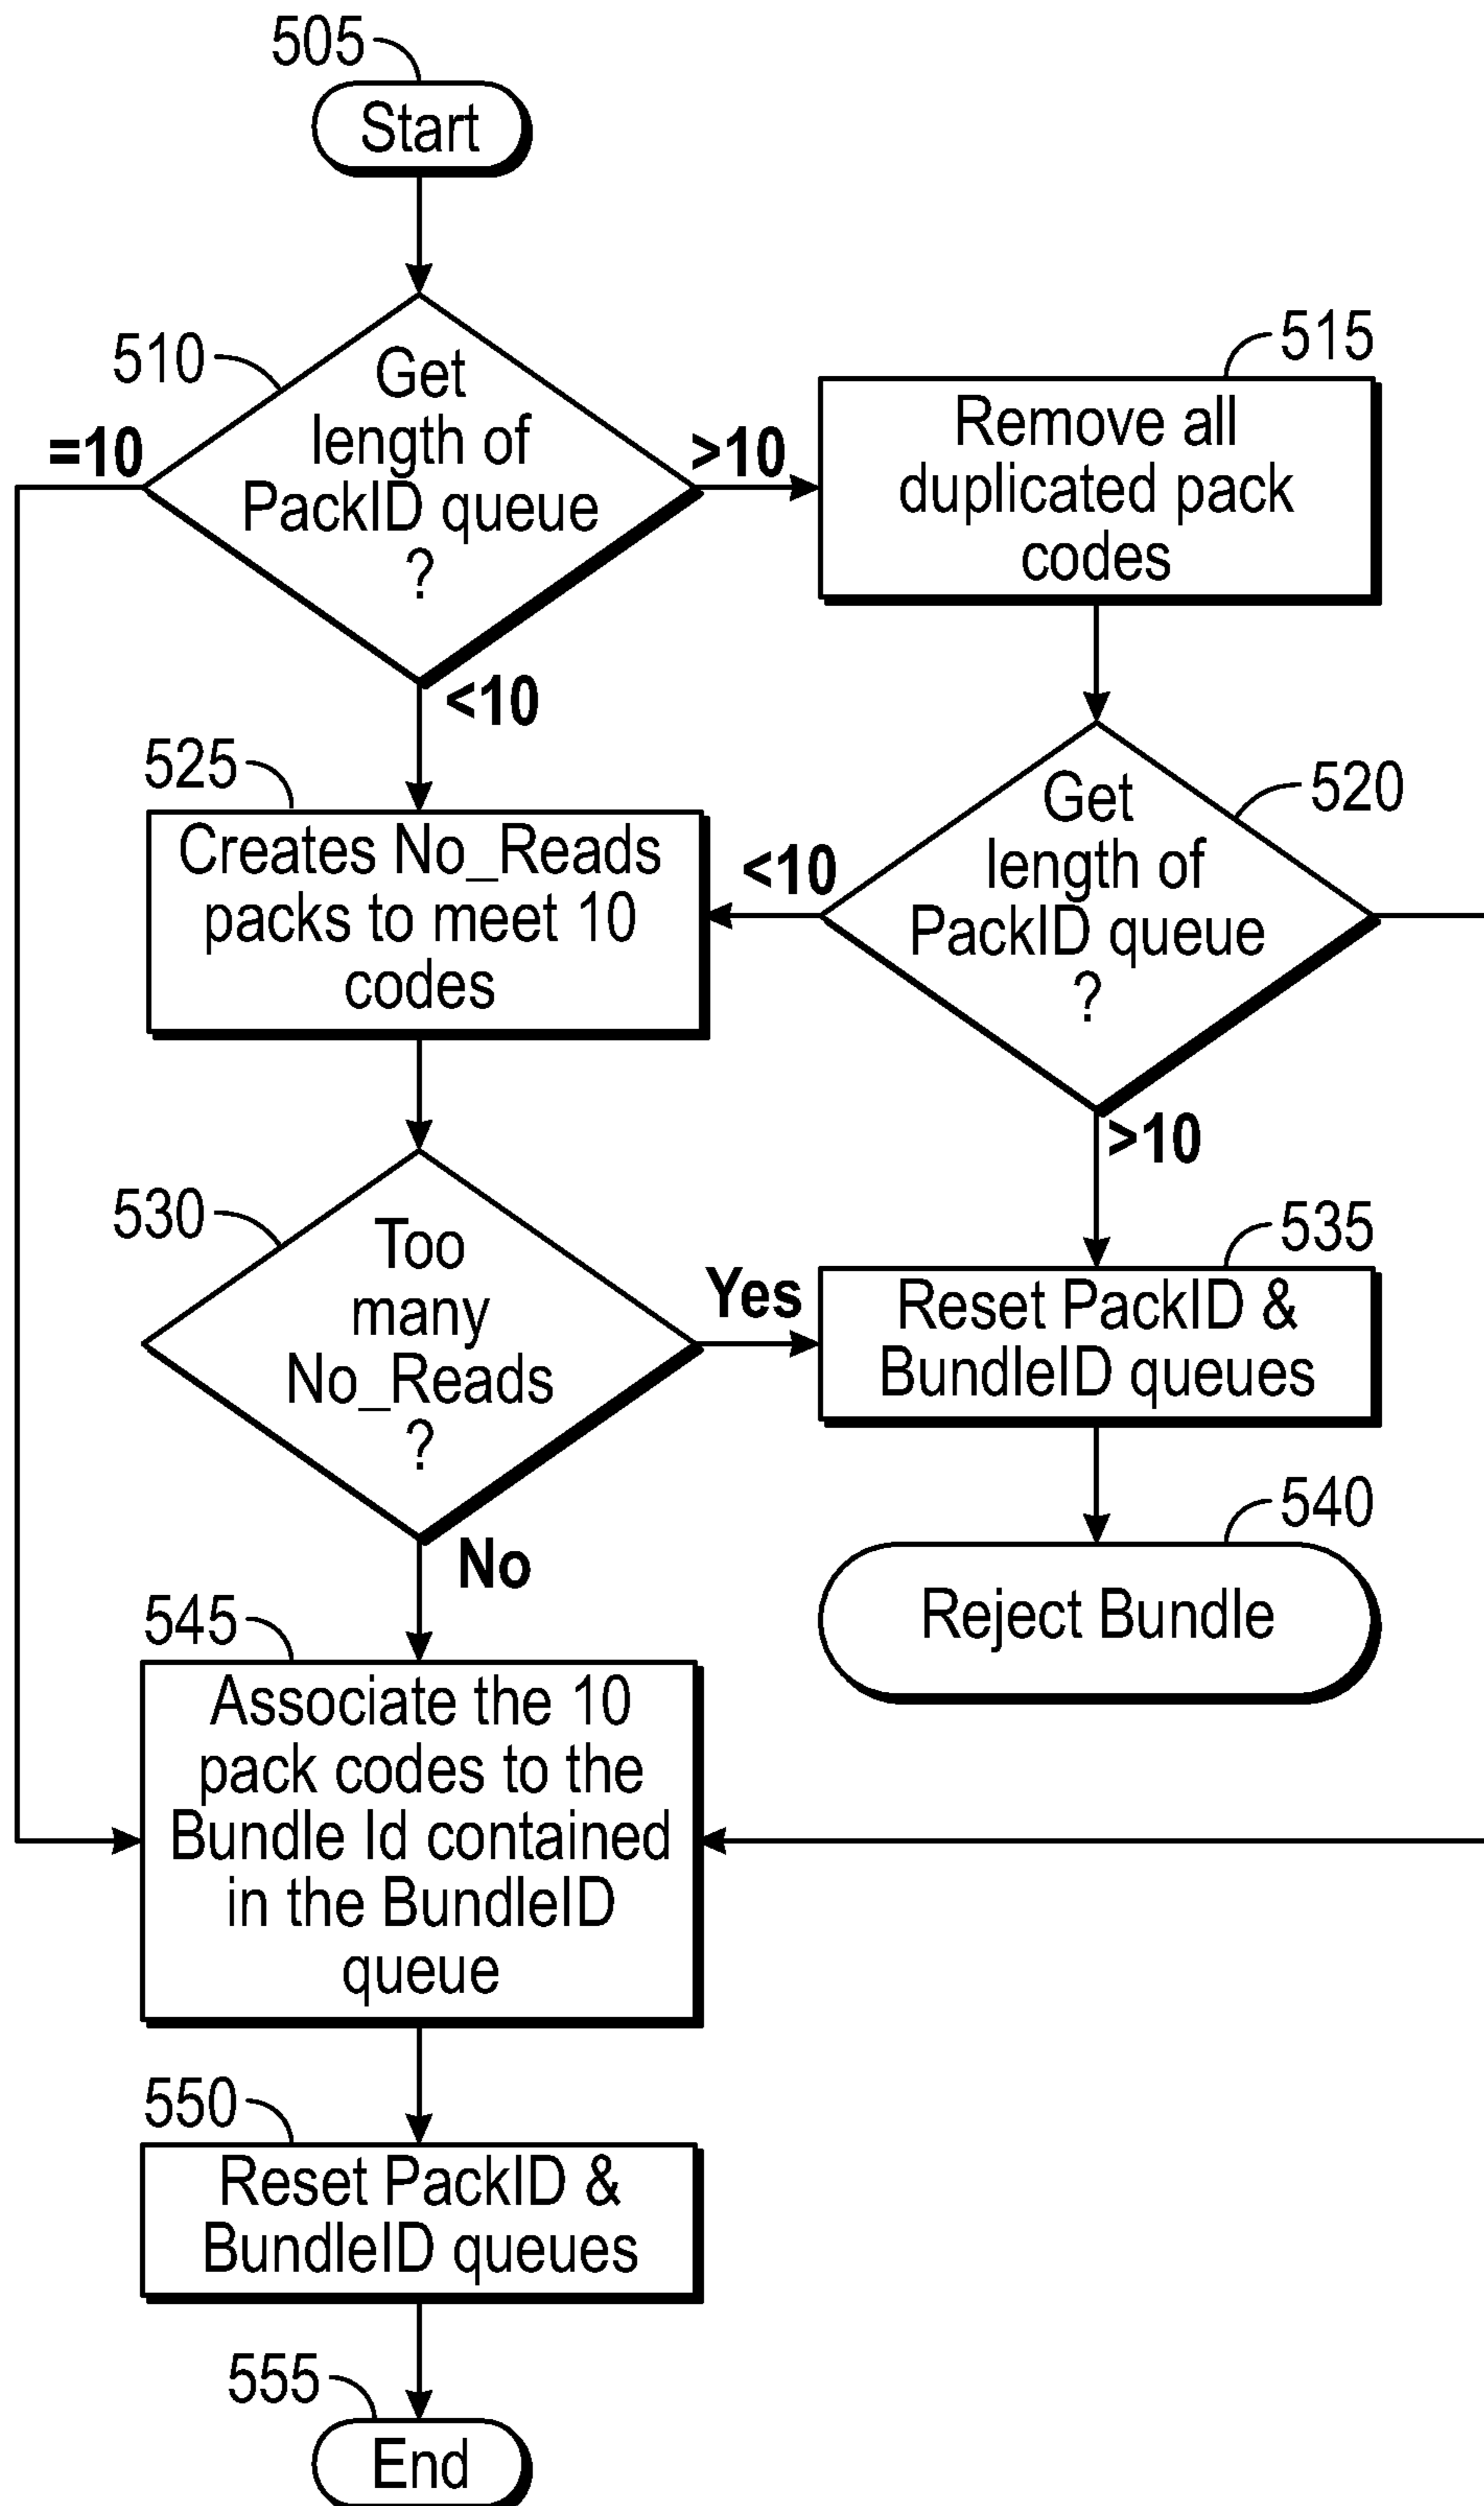 505
Start
510
Get
length of
PackID queue
?
=10
>10
<10
515
Remove all
duplicated pack
codes
520
Get
length of
PackID queue
?
<10
>10
525
Creates No_Reads
packs to meet 10
codes
530
Too
many
No_Reads
?
Yes
No
535
Reset PackID &
BundleID queues
540
Reject Bundle
545
Associate the 10
pack codes to the
Bundle Id contained
in the BundleID
queue
550
Reset PackID &
BundleID queues
555
End